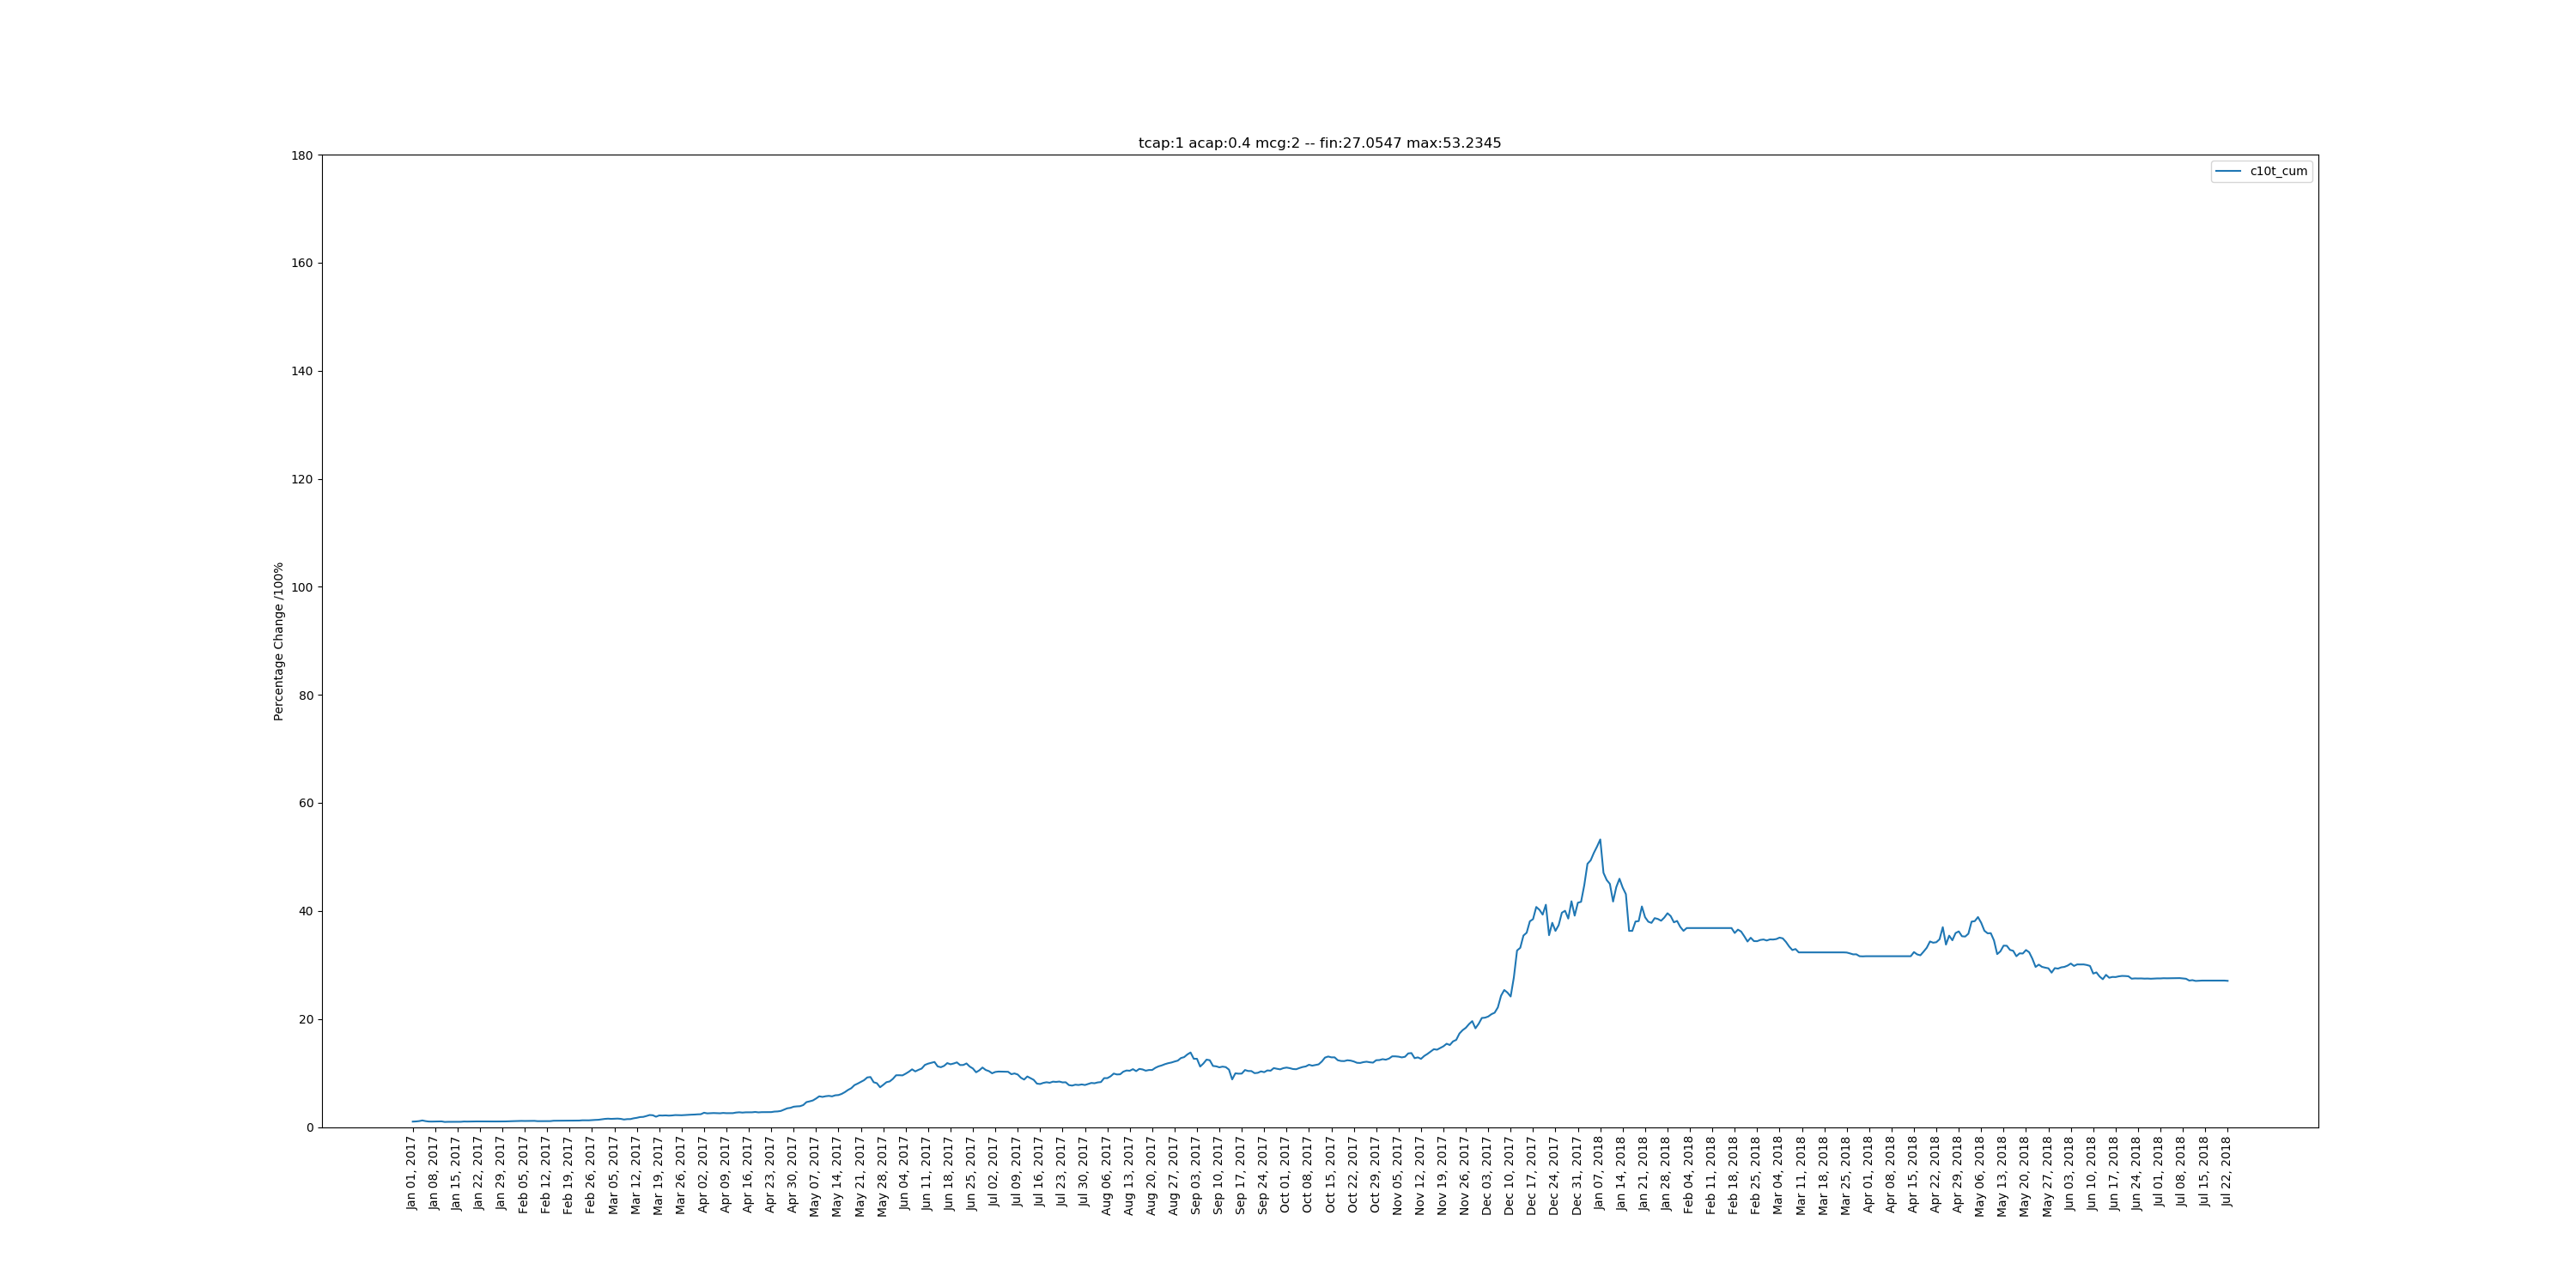 tcap:1 acap:0.4 mcg:2 -- fin:27.0547 max:53.2345
c10t_cum
Percentage Change /100%
180
160
140
120
100
80
60
40
20
0
Jan 01, 2017
Jan 08, 2017
Jan 15, 2017
Jan 22, 2017
Jan 29, 2017
Feb 05, 2017
Feb 12, 2017
Feb 19, 2017
Feb 26, 2017
Mar 05, 2017
Mar 12, 2017
Mar 19, 2017
Mar 26, 2017
Apr 02, 2017
Apr 09, 2017
Apr 16, 2017
Apr 23, 2017
Apr 30, 2017
May 07, 2017
May 14, 2017
May 21, 2017
May 28, 2017
Jun 04, 2017
Jun 11, 2017
Jun 18, 2017
Jun 25, 2017
Jul 02, 2017
Jul 09, 2017
Jul 16, 2017
Jul 23, 2017
Jul 30, 2017
Aug 06, 2017
Aug 13, 2017
Aug 20, 2017
Aug 27, 2017
Sep 03, 2017
Sep 10, 2017
Sep 17, 2017
Sep 24, 2017
Oct 01, 2017
Oct 08, 2017
Oct 15, 2017
Oct 22, 2017
Oct 29, 2017
Nov 05, 2017
Nov 12, 2017
Nov 19, 2017
Nov 26, 2017
Dec 03, 2017
Dec 10, 2017
Dec 17, 2017
Dec 24, 2017
Dec 31, 2017
Jan 07, 2018
Jan 14, 2018
Jan 21, 2018
Jan 28, 2018
Feb 04, 2018
Feb 11, 2018
Feb 18, 2018
Feb 25, 2018
Mar 04, 2018
Mar 11, 2018
Mar 18, 2018
Mar 25, 2018
Apr 01, 2018
Apr 08, 2018
Apr 15, 2018
Apr 22, 2018
Apr 29, 2018
May 06, 2018
May 13, 2018
May 20, 2018
May 27, 2018
Jun 03, 2018
Jun 10, 2018
Jun 17, 2018
Jun 24, 2018
Jul 01, 2018
Jul 08, 2018
Jul 15, 2018
Jul 22, 2018